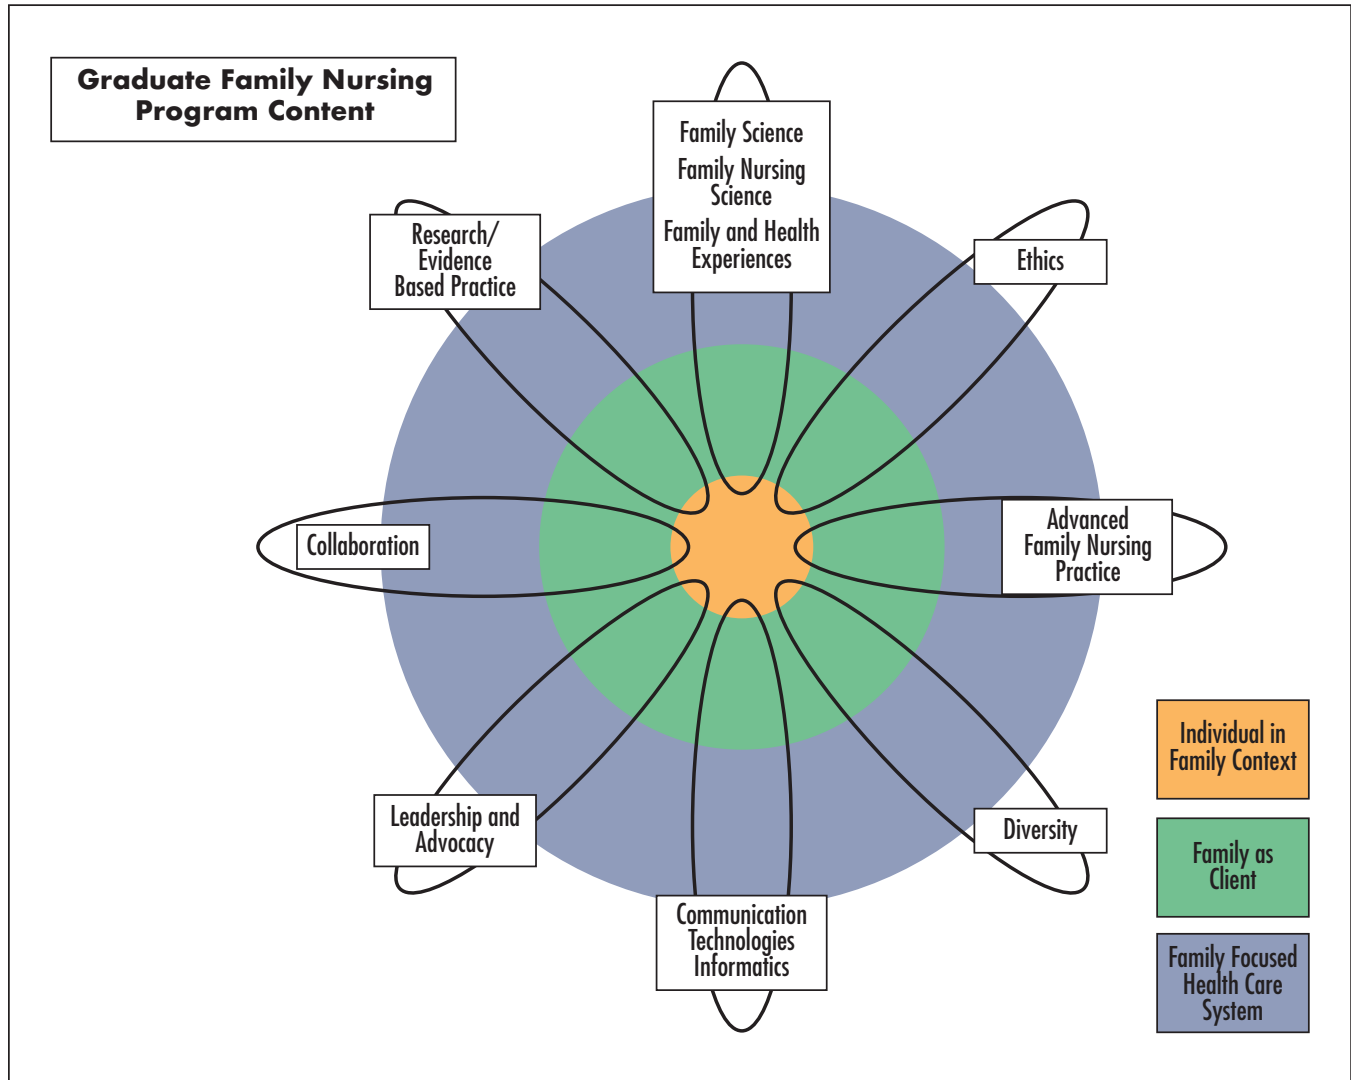 Graduate Family Nursing
Program Content
Family Science
Family Nursing
Science
Family and Health
Experiences
Research/
Evidence
Based Practice
Ethics
Collaboration
Advanced
Family Nursing
Practice
Leadership and
Advocacy
Diversity
Communication
Technologies
Informatics
Individual in
Family Context
Family as
Client
Family Focused
Health Care
System